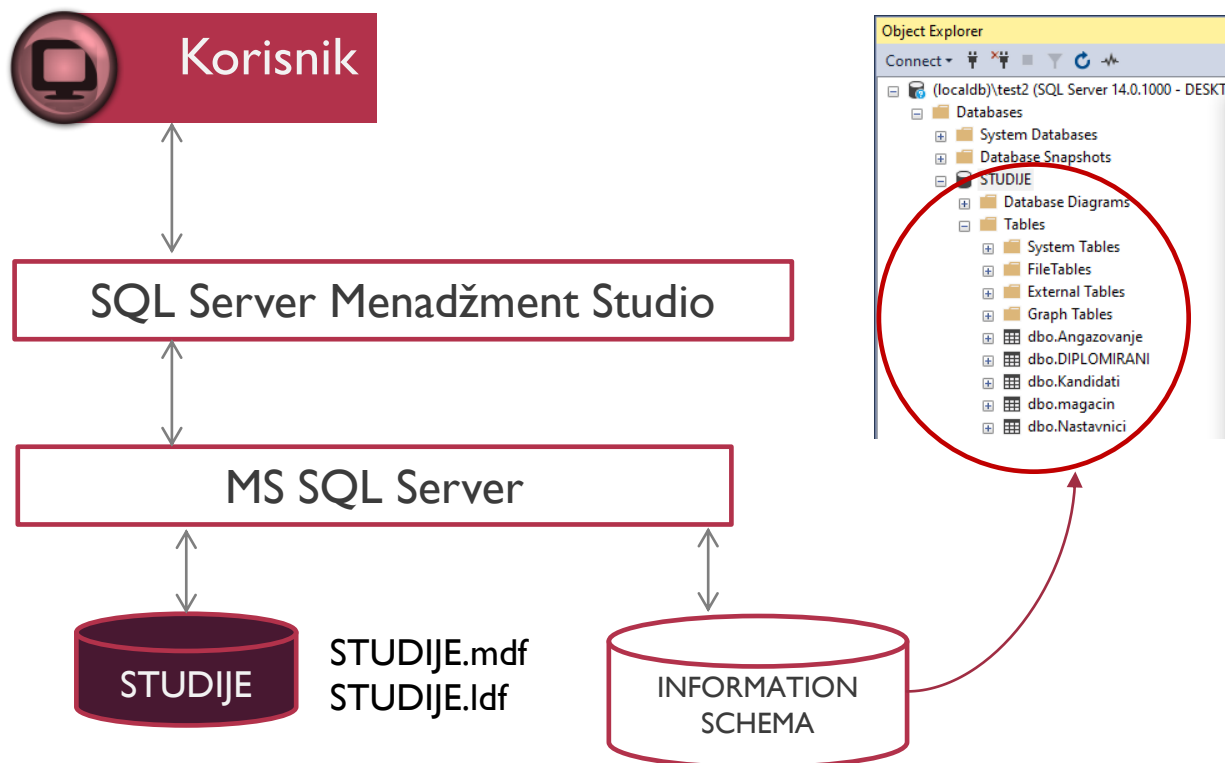 Korisnik
SQL Server Menadžment Studio
MS SQL Server
STUDIJE
STUDIJE.mdf
STUDIJE.ldf
INFORMATION
SCHEMA
Object Explorer
Connect
(localdb)\test2 (SQL Server 14.0.1000 - DESKT
Databases
System Databases
Database Snapshots
STUDIJE
Database Diagrams
Tables
System Tables
FileTables
External Tables
Graph Tables
dbo.Angazovanje
dbo.DIPLOMIRANI
dbo.Kandidati
dbo.magacin
dbo.Nastavnici